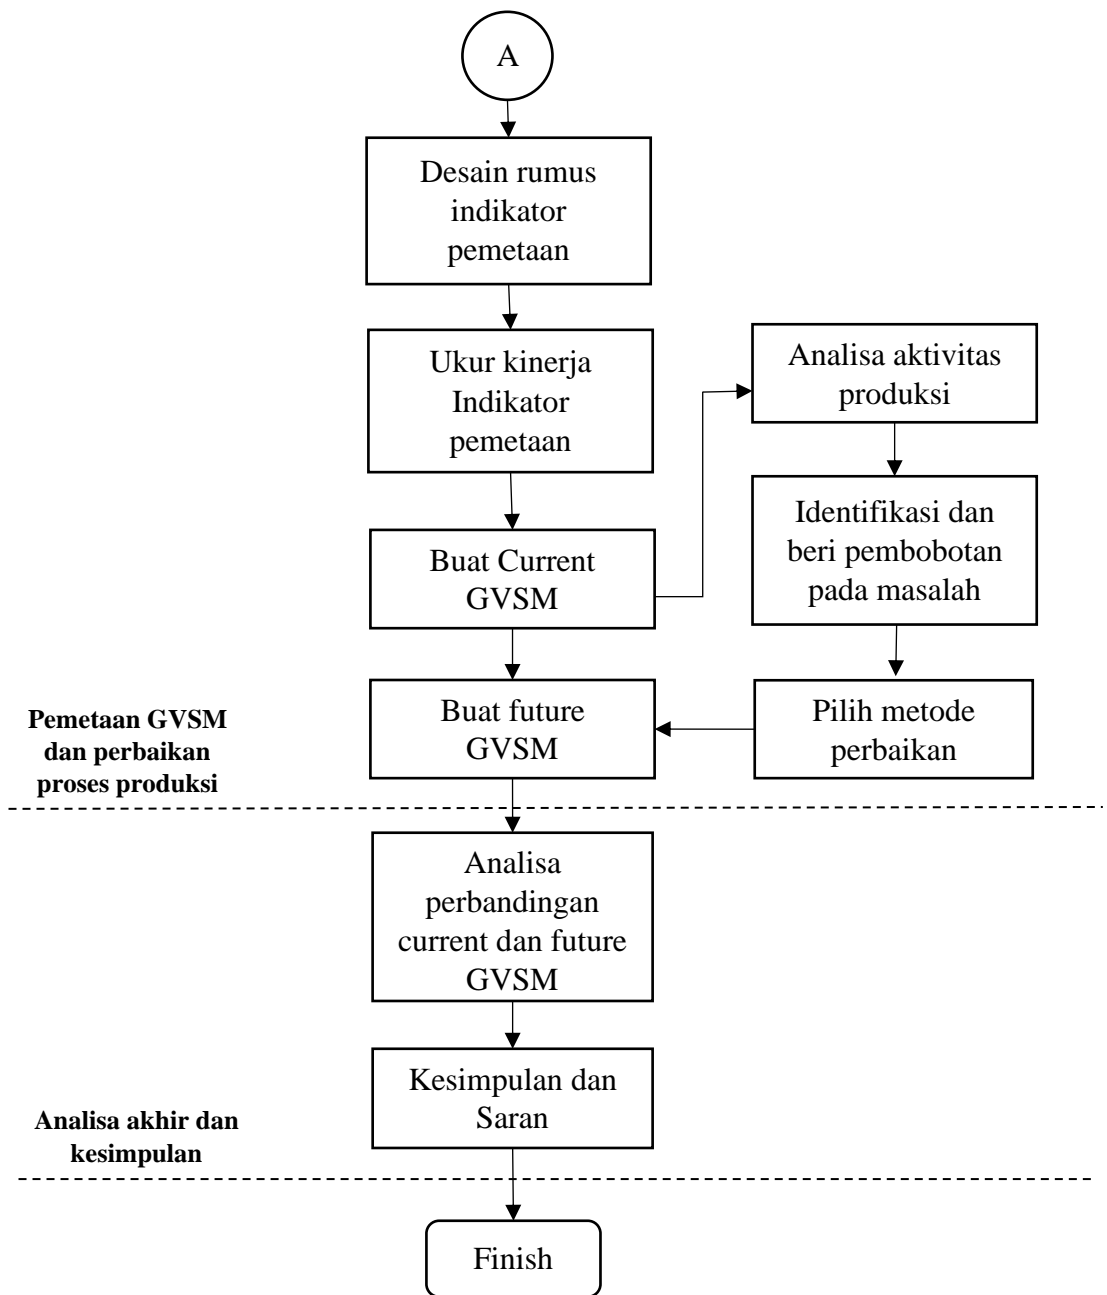 A
Desain rumus
indikator
pemetaan
Ukur kinerja
Indikator
pemetaan
Analisa aktivitas
produksi
Identifikasi dan
beri pembobotan
pada masalah
Buat Current
GVSM
Buat future
GVSM
Pilih metode
perbaikan
Pemetaan GVSM
dan perbaikan
proses produksi
Analisa
perbandingan
current dan future
GVSM
Kesimpulan dan
Saran
Analisa akhir dan
kesimpulan
Finish